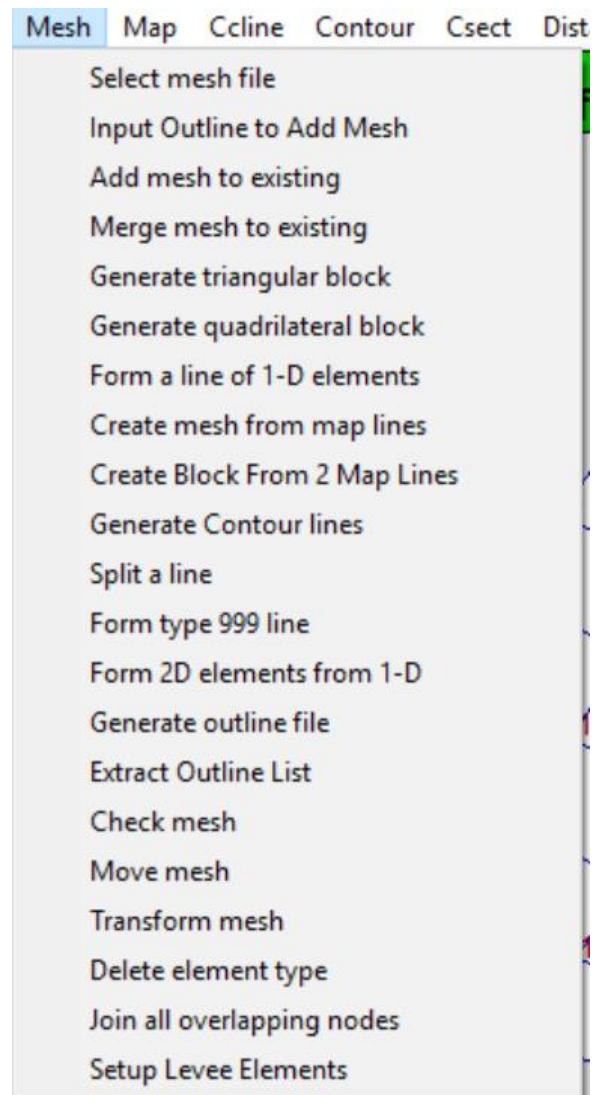 Mesh Map Ccline Contour Csect Dist
Select mesh file
Input Outline to Add Mesh
Add mesh to existing
Merge mesh to existing
Generate triangular block
Generate quadrilateral block
Form a line of 1-D elements
Create mesh from map lines
Create Block From 2 Map Lines
Generate Contour lines
Split a line
Form type 999 line
Form 2D elements from 1-D
Generate outline file
Extract Outline List
Check mesh
Move mesh
Transform mesh
Delete element type
Join all overlapping nodes
Setup Levee Elements